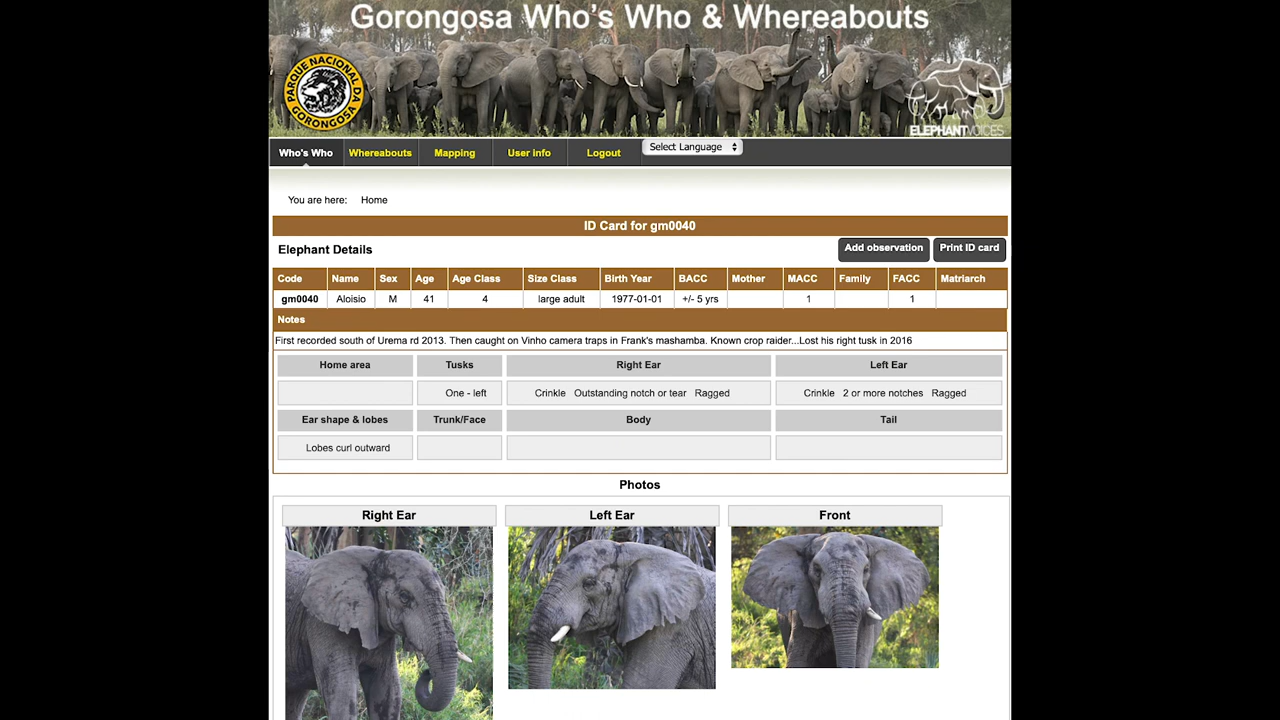 Gorongosa Who's Who & Whereabouts
PARQUE NACIONAL DA GORONGOSA
ELEPHANTVOICES
Who's Who Whereabouts Mapping User info Logout Select Language
You are here: Home
ID Card for gm0040
Elephant Details Add observation Print ID card
Code Name Sex Age Age Class Size Class Birth Year BACC Mother MACC Family FACC Matriarch
gm0040 Aloisio M 41 4 large adult 1977-01-01 +/- 5 yrs 1 1
Notes
First recorded south of Urema rd 2013. Then caught on Vinho camera traps in Frank's mashamba. Known crop raider...Lost his right tusk in 2016
Home area Tusks Right Ear Left Ear
One - left Crinkle Outstanding notch or tear Ragged Crinkle 2 or more notches Ragged
Ear shape & lobes Trunk/Face Body Tail
Lobes curl outward
Photos
Right Ear Left Ear Front